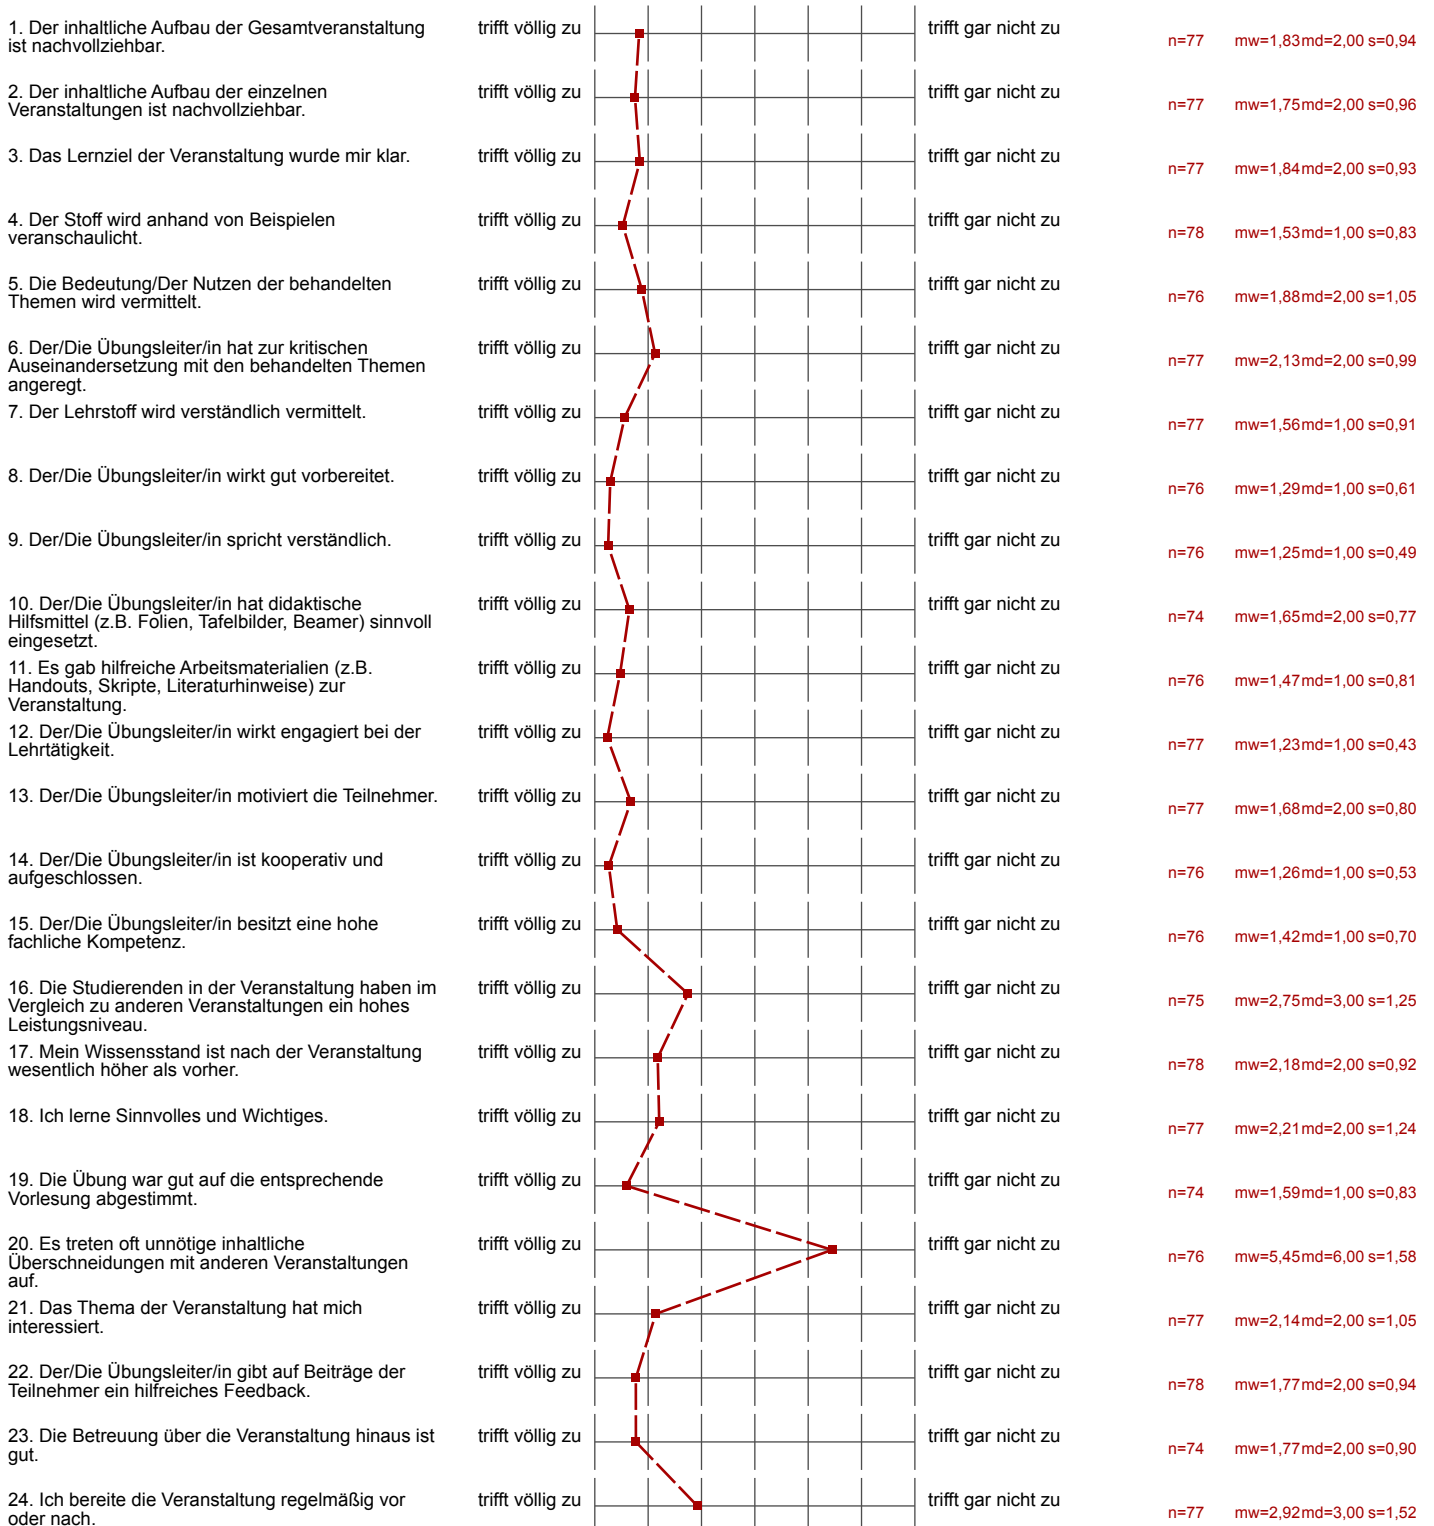 1. Der inhaltliche Aufbau der Gesamtveranstaltung
ist nachvollziehbar.
trifft völlig zu
trifft gar nicht zu
n=77 mw=1,83 md=2,00 s=0,94
2. Der inhaltliche Aufbau der einzelnen
Veranstaltungen ist nachvollziehbar.
trifft völlig zu
trifft gar nicht zu
n=77 mw=1,75 md=2,00 s=0,96
3. Das Lernziel der Veranstaltung wurde mir klar.
trifft völlig zu
trifft gar nicht zu
n=77 mw=1,84 md=2,00 s=0,93
4. Der Stoff wird anhand von Beispielen
veranschaulicht.
trifft völlig zu
trifft gar nicht zu
n=78 mw=1,53 md=1,00 s=0,83
5. Die Bedeutung/Der Nutzen der behandelten
Themen wird vermittelt.
trifft völlig zu
trifft gar nicht zu
n=76 mw=1,88 md=2,00 s=1,05
6. Der/Die Übungsleiter/in hat zur kritischen
Auseinandersetzung mit den behandelten Themen
angeregt.
trifft völlig zu
trifft gar nicht zu
n=77 mw=2,13 md=2,00 s=0,99
7. Der Lehrstoff wird verständlich vermittelt.
trifft völlig zu
trifft gar nicht zu
n=77 mw=1,56 md=1,00 s=0,91
8. Der/Die Übungsleiter/in wirkt gut vorbereitet.
trifft völlig zu
trifft gar nicht zu
n=76 mw=1,29 md=1,00 s=0,61
9. Der/Die Übungsleiter/in spricht verständlich.
trifft völlig zu
trifft gar nicht zu
n=76 mw=1,25 md=1,00 s=0,49
10. Der/Die Übungsleiter/in hat didaktische
Hilfsmittel (z.B. Folien, Tafelbilder, Beamer) sinnvoll
eingesetzt.
trifft völlig zu
trifft gar nicht zu
n=74 mw=1,65 md=2,00 s=0,77
11. Es gab hilfreiche Arbeitsmaterialien (z.B.
Handouts, Skripte, Literaturhinweise) zur
Veranstaltung.
trifft völlig zu
trifft gar nicht zu
n=76 mw=1,47 md=1,00 s=0,81
12. Der/Die Übungsleiter/in wirkt engagiert bei der
Lehrtätigkeit.
trifft völlig zu
trifft gar nicht zu
n=77 mw=1,23 md=1,00 s=0,43
13. Der/Die Übungsleiter/in motiviert die Teilnehmer.
trifft völlig zu
trifft gar nicht zu
n=77 mw=1,68 md=2,00 s=0,80
14. Der/Die Übungsleiter/in ist kooperativ und
aufgeschlossen.
trifft völlig zu
trifft gar nicht zu
n=76 mw=1,26 md=1,00 s=0,53
15. Der/Die Übungsleiter/in besitzt eine hohe
fachliche Kompetenz.
trifft völlig zu
trifft gar nicht zu
n=76 mw=1,42 md=1,00 s=0,70
16. Die Studierenden in der Veranstaltung haben im
Vergleich zu anderen Veranstaltungen ein hohes
Leistungsniveau.
trifft völlig zu
trifft gar nicht zu
n=75 mw=2,75 md=3,00 s=1,25
17. Mein Wissensstand ist nach der Veranstaltung
wesentlich höher als vorher.
trifft völlig zu
trifft gar nicht zu
n=78 mw=2,18 md=2,00 s=0,92
18. Ich lerne Sinnvolles und Wichtiges.
trifft völlig zu
trifft gar nicht zu
n=77 mw=2,21 md=2,00 s=1,24
19. Die Übung war gut auf die entsprechende
Vorlesung abgestimmt.
trifft völlig zu
trifft gar nicht zu
n=74 mw=1,59 md=1,00 s=0,83
20. Es treten oft unnötige inhaltliche
Überschneidungen mit anderen Veranstaltungen
auf.
trifft völlig zu
trifft gar nicht zu
n=76 mw=5,45 md=6,00 s=1,58
21. Das Thema der Veranstaltung hat mich
interessiert.
trifft völlig zu
trifft gar nicht zu
n=77 mw=2,14 md=2,00 s=1,05
22. Der/Die Übungsleiter/in gibt auf Beiträge der
Teilnehmer ein hilfreiches Feedback.
trifft völlig zu
trifft gar nicht zu
n=78 mw=1,77 md=2,00 s=0,94
23. Die Betreuung über die Veranstaltung hinaus ist
gut.
trifft völlig zu
trifft gar nicht zu
n=74 mw=1,77 md=2,00 s=0,90
24. Ich bereite die Veranstaltung regelmäßig vor
oder nach.
trifft völlig zu
trifft gar nicht zu
n=77 mw=2,92 md=3,00 s=1,52